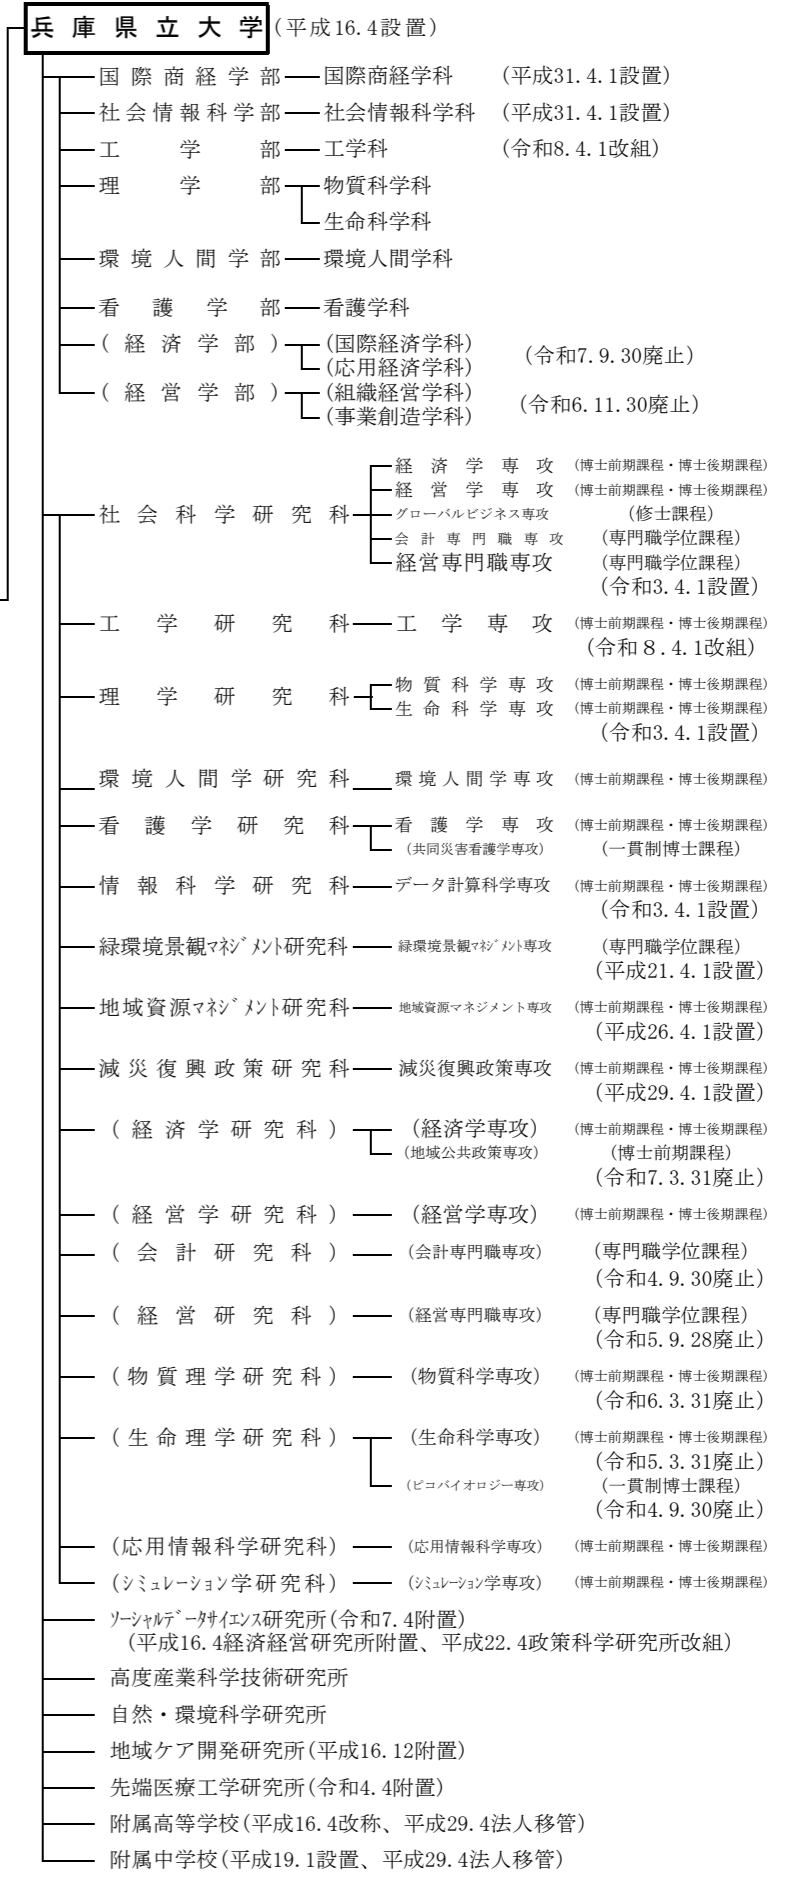 兵庫県立大学(平成16.4設置)
国際商経学部 国際商経学科 (平成31.4.1設置)
社会情報科学部 社会情報科学科 (平成31.4.1設置)
工学部 工学科 (令和8.4.1改組)
理学部 物質科学科
生命科学科
環境人間学部 環境人間学科
看護学部 看護学科
(経済学部) (国際経済学科)
(令和7.9.30廃止)
(応用経済学科)
(経営学部) (組織経営学科)
(令和6.11.30廃止)
(事業創造学科)
経済学専攻 (博士前期課程・博士後期課程)
経営学専攻 (博士前期課程・博士後期課程)
社会科学研究科 グローバルビジネス専攻 (修士課程)
会計専門職専攻 (専門職学位課程)
経営専門職専攻 (専門職学位課程)
(令和3.4.1設置)
工学研究科 工学専攻 (博士前期課程・博士後期課程)
(令和8.4.1改組)
理学研究科 物質科学専攻 (博士前期課程・博士後期課程)
生命科学専攻 (博士前期課程・博士後期課程)
(令和3.4.1設置)
環境人間学研究科 環境人間学専攻 (博士前期課程・博士後期課程)
看護学研究科 看護学専攻 (博士前期課程・博士後期課程)
(共同災害看護学専攻) (一貫制博士課程)
情報科学研究科 データ計算科学専攻 (博士前期課程・博士後期課程)
(令和3.4.1設置)
緑環境景観ﾏﾈｼﾞﾒﾝﾄ研究科 緑環境景観ﾏﾈｼﾞﾒﾝﾄ専攻 (専門職学位課程)
(平成21.4.1設置)
地域資源ﾏﾈｼﾞﾒﾝﾄ研究科 地域資源マネジメント専攻 (博士前期課程・博士後期課程)
(平成26.4.1設置)
減災復興政策研究科 減災復興政策専攻 (博士前期課程・博士後期課程)
(平成29.4.1設置)
(経済学研究科) (経済学専攻) (博士前期課程・博士後期課程)
(地域公共政策専攻) (博士前期課程)
(令和7.3.31廃止)
(経営学研究科) (経営学専攻) (博士前期課程・博士後期課程)
(会計研究科) (会計専門職専攻) (専門職学位課程)
(令和4.9.30廃止)
(経営研究科) (経営専門職専攻) (専門職学位課程)
(令和5.9.28廃止)
(物質理学研究科) (物質科学専攻) (博士前期課程・博士後期課程)
(令和6.3.31廃止)
(生命理学研究科) (生命科学専攻) (博士前期課程・博士後期課程)
(令和5.3.31廃止)
(ピコバイオロジー専攻) (一貫制博士課程)
(令和4.9.30廃止)
(応用情報科学研究科) (応用情報科学専攻) (博士前期課程・博士後期課程)
(ｼﾐｭﾚｰｼｮﾝ学研究科) (ｼﾐｭﾚｰｼｮﾝ学専攻) (博士前期課程・博士後期課程)
ｿｰｼｬﾙﾃﾞｰﾀｻｲｴﾝｽ研究所(令和7.4附置)
(平成16.4経済経営研究所附置、平成22.4政策科学研究所改組)
高度産業科学技術研究所
自然・環境科学研究所
地域ケア開発研究所(平成16.12附置)
先端医療工学研究所(令和4.4附置)
附属高等学校(平成16.4改称、平成29.4法人移管)
附属中学校(平成19.1設置、平成29.4法人移管)